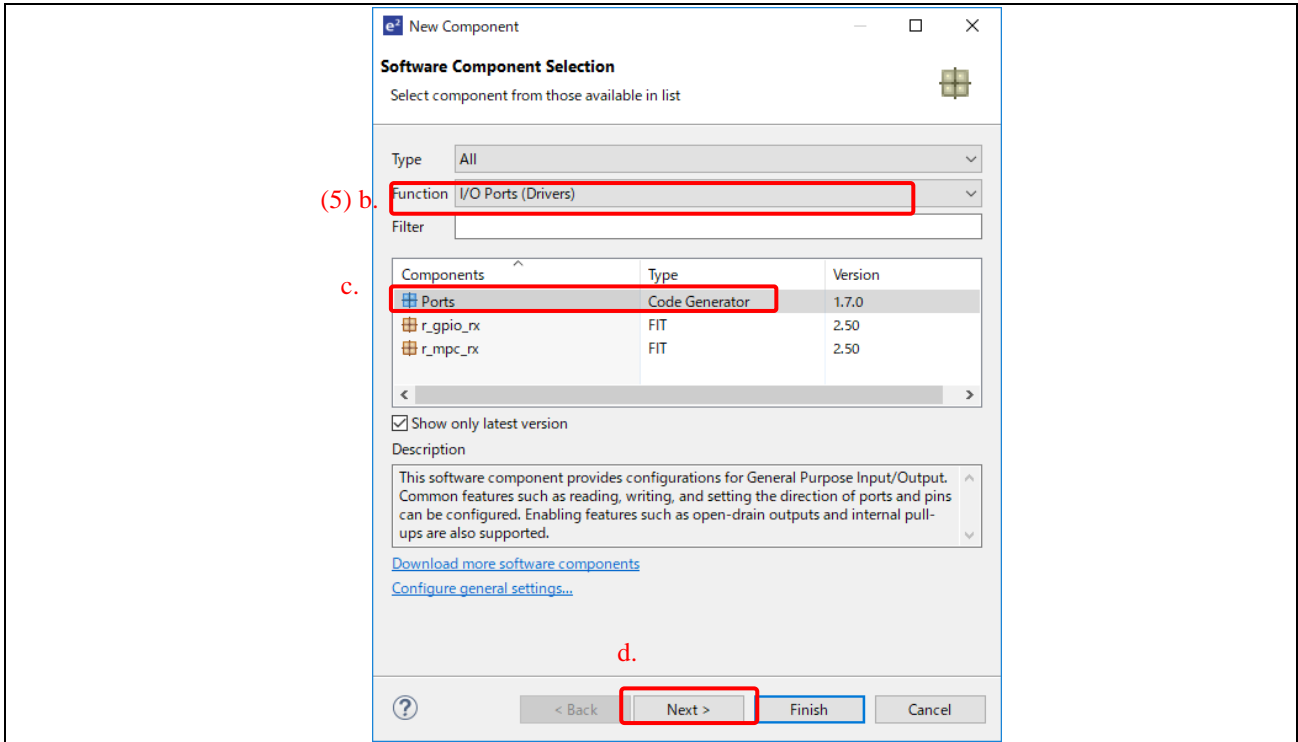 e² New Component
Software Component Selection
Select component from those available in list
Type All
(5) b. Function I/O Ports (Drivers)
Filter
Components Type Version
c. Ports Code Generator 1.7.0
r_gpio_rx FIT 2.50
r_mpc_rx FIT 2.50
Show only latest version
Description
This software component provides configurations for General Purpose Input/Output.
Common features such as reading, writing, and setting the direction of ports and pins
can be configured. Enabling features such as open-drain outputs and internal pull-
ups are also supported.
Download more software components
Configure general settings...
d.
? < Back Next > Finish Cancel